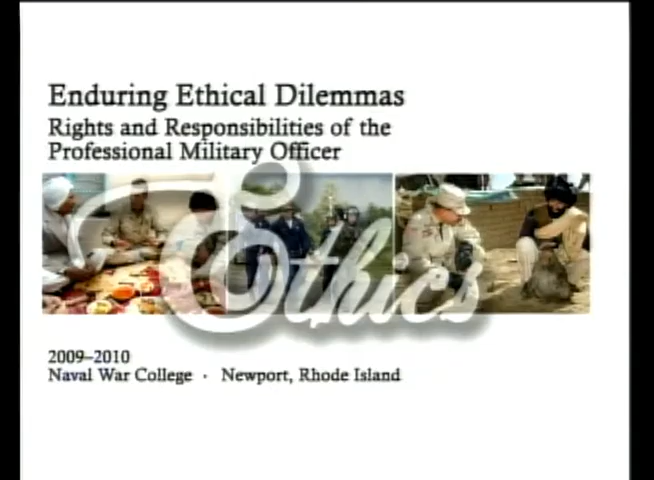 Enduring Ethical Dilemmas
Rights and Responsibilities of the
Professional Military Officer
Ethics
2009–2010
Naval War College · Newport, Rhode Island